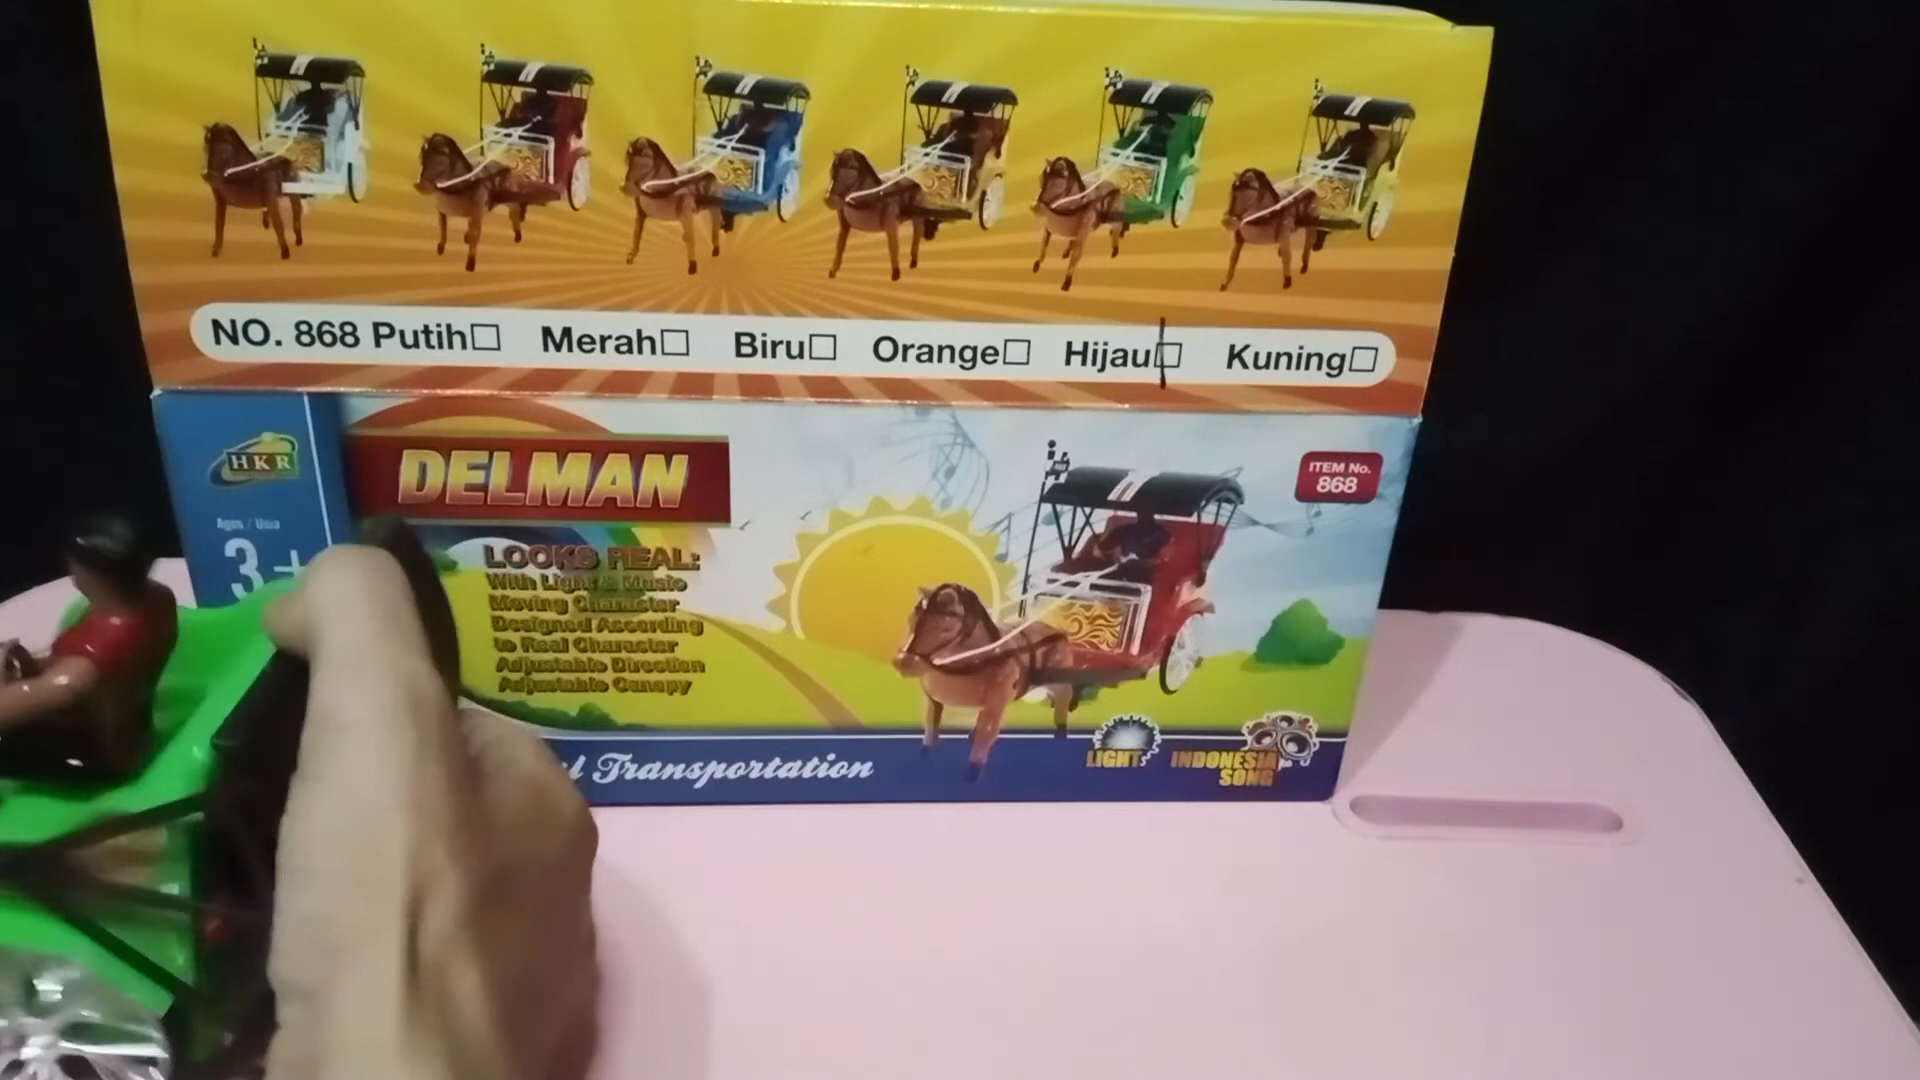 NO. 868 Putih□ Merah□ Biru□ Orange□ Hijau□ Kuning□
HKR
Ages / Usia
3+
DELMAN
LOOKS REAL:
With Light & Music
Moving Character
Designed According
to Real Character
Adjustable Direction
Adjustable Canopy
ITEM No.
868
Transportation
LIGHT
INDONESIA
SONG